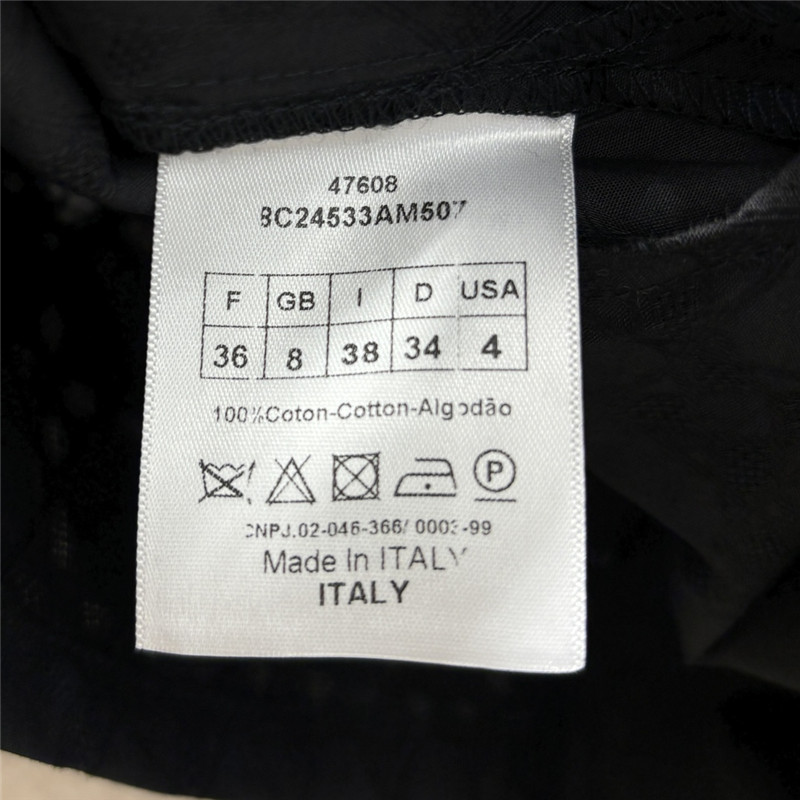 47608
8C24533AM507
F GB I D USA
36 8 38 34 4
100%Coton-Cotton-Algodão
P
CNPJ.02-046-366/ 0003-99
Made In ITALY
ITALY